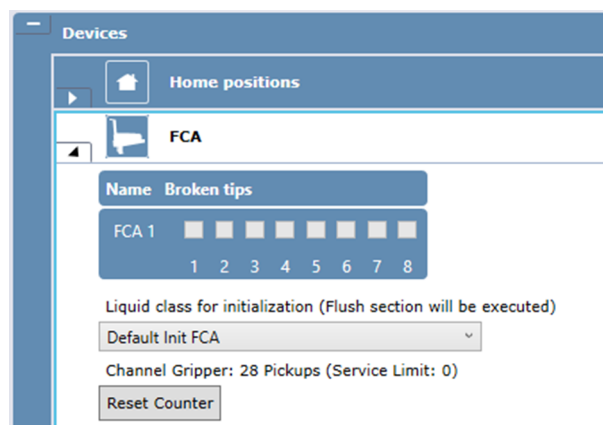 Devices
Home positions
FCA
Name Broken tips
FCA 1
1 2 3 4 5 6 7 8
Liquid class for initialization (Flush section will be executed)
Default Init FCA
Channel Gripper: 28 Pickups (Service Limit: 0)
Reset Counter